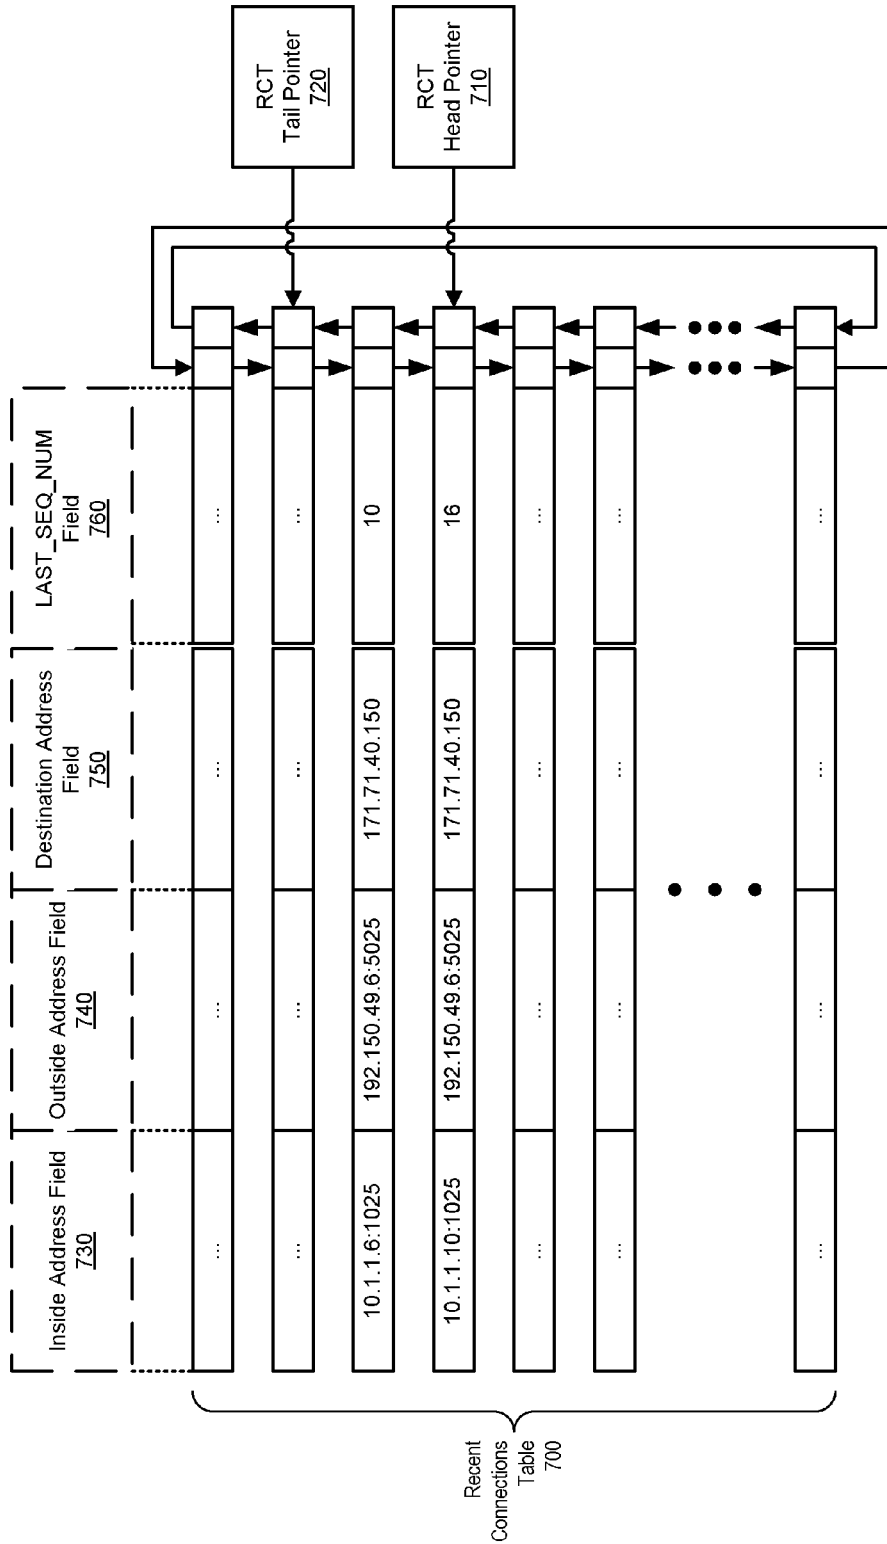 Inside Address Field
730
Outside Address Field
740
Destination Address
Field
750
LAST_SEQ_NUM
Field
760
... ... ... ...
... ... ... ...
RCT
Tail Pointer
720
10.1.1.6:1025 192.150.49.6:5025 171.71.40.150 10
10.1.1.10:1025 192.150.49.6:5025 171.71.40.150 16
RCT
Head Pointer
710
Recent
Connections
Table
700
... ... ... ...
... ... ... ...
... ... ... ...